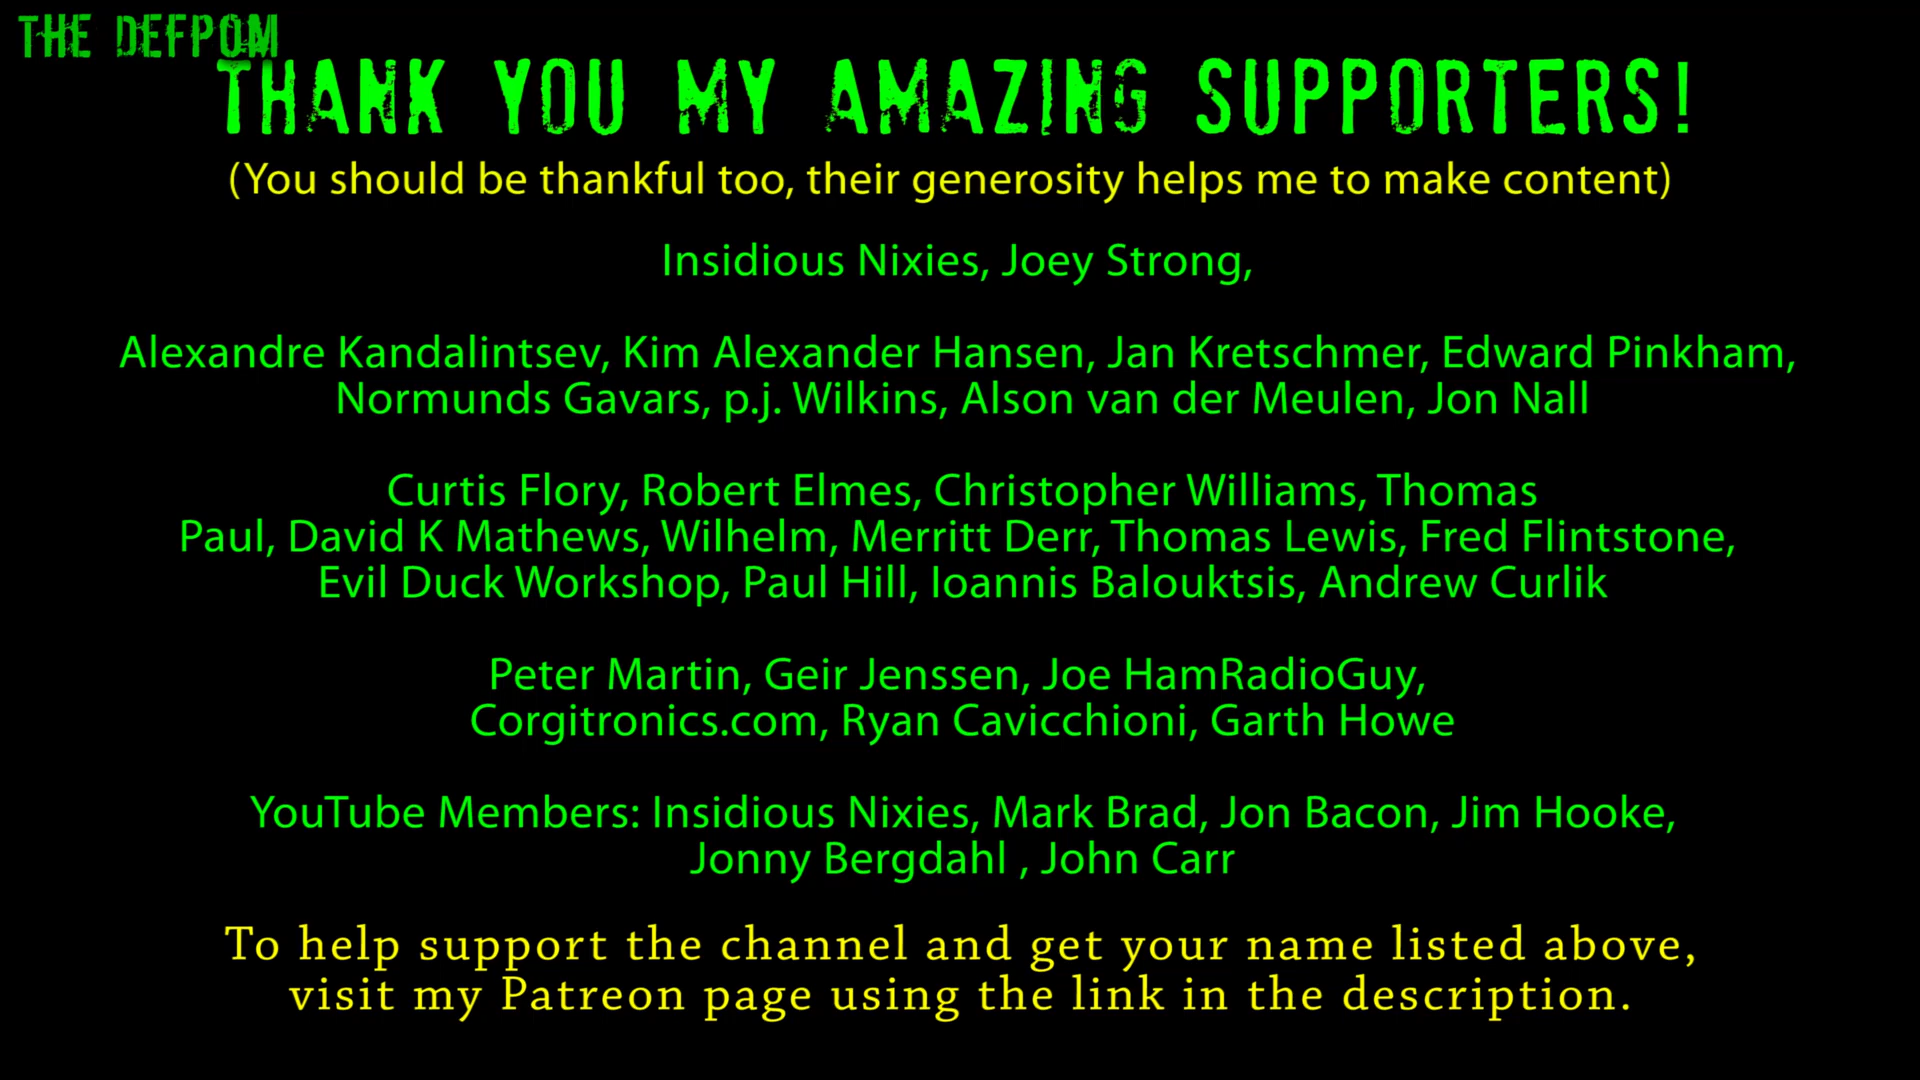 THE DEFPOM
THANK YOU MY AMAZING SUPPORTERS!
(You should be thankful too, their generosity helps me to make content)
Insidious Nixies, Joey Strong,
Alexandre Kandalintsev, Kim Alexander Hansen, Jan Kretschmer, Edward Pinkham,
Normunds Gavars, p.j. Wilkins, Alson van der Meulen, Jon Nall
Curtis Flory, Robert Elmes, Christopher Williams, Thomas
Paul, David K Mathews, Wilhelm, Merritt Derr, Thomas Lewis, Fred Flintstone,
Evil Duck Workshop, Paul Hill, Ioannis Balouktsis, Andrew Curlik
Peter Martin, Geir Jenssen, Joe HamRadioGuy,
Corgitronics.com, Ryan Cavicchioni, Garth Howe
YouTube Members: Insidious Nixies, Mark Brad, Jon Bacon, Jim Hooke,
Jonny Bergdahl , John Carr
To help support the channel and get your name listed above,
visit my Patreon page using the link in the description.